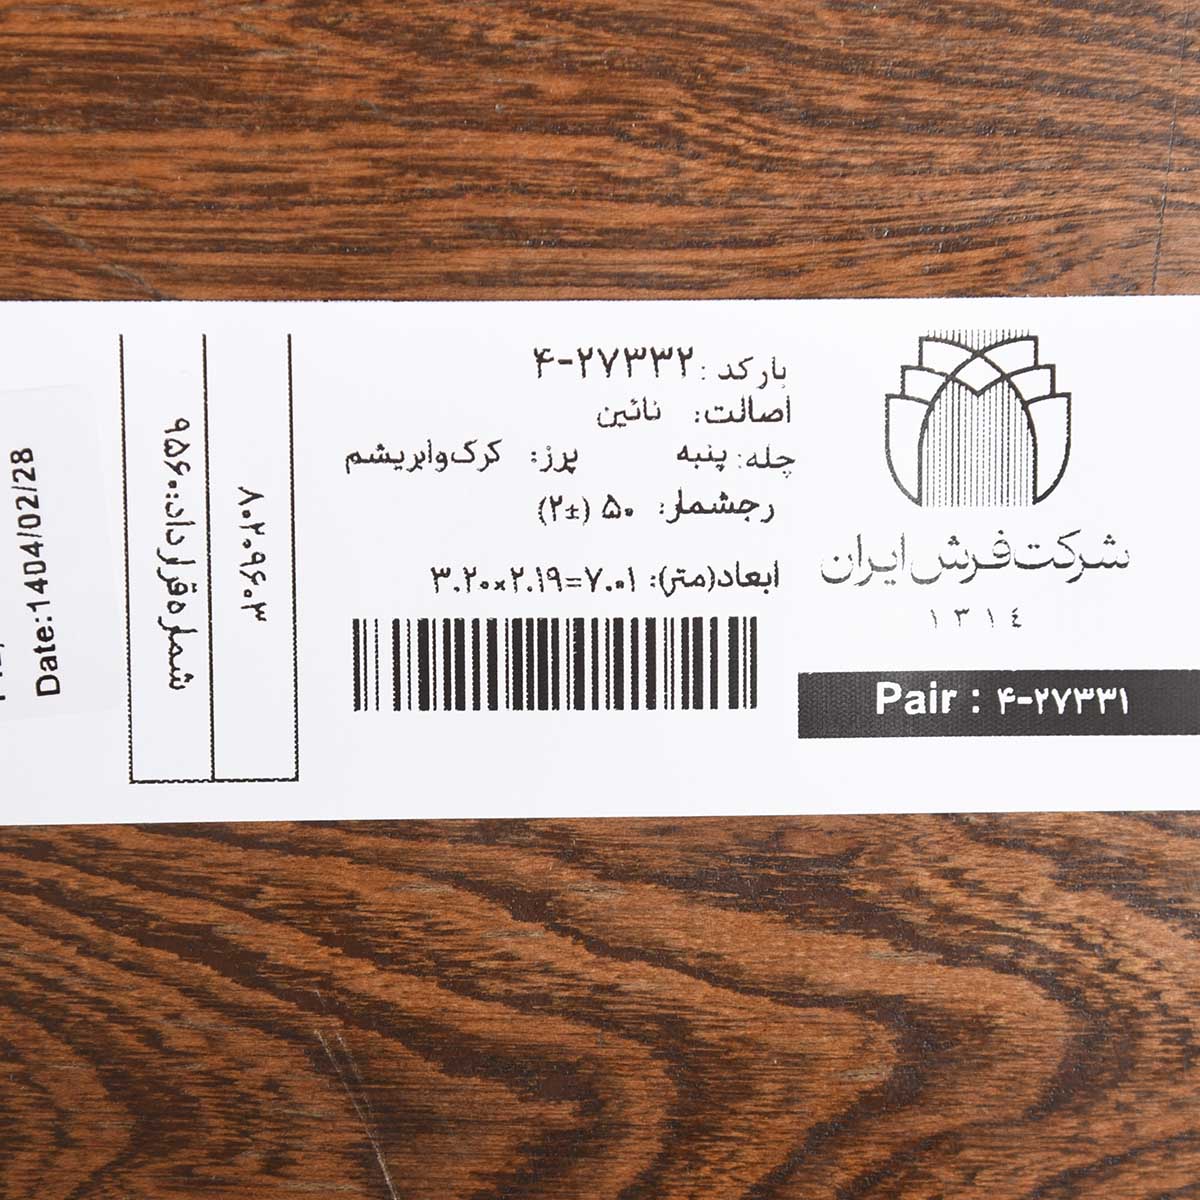 بارکد: ۴-۲۷۳۳۲
اصالت: نائین
چله: پنبه پرز: کرک‌وابریشم
رجشمار: ۵۰ (±۲)
ابعاد(متر): ۳.۲۰×۲.۱۹=۷.۰۱
شرکت فرش ایران
۱۳۱٤
Pair : ۴-۲۷۳۳۱
۸۰۲۰۹۶۰۳
شماره قرارداد: ۹۵۶۰
Date:1404/02/28